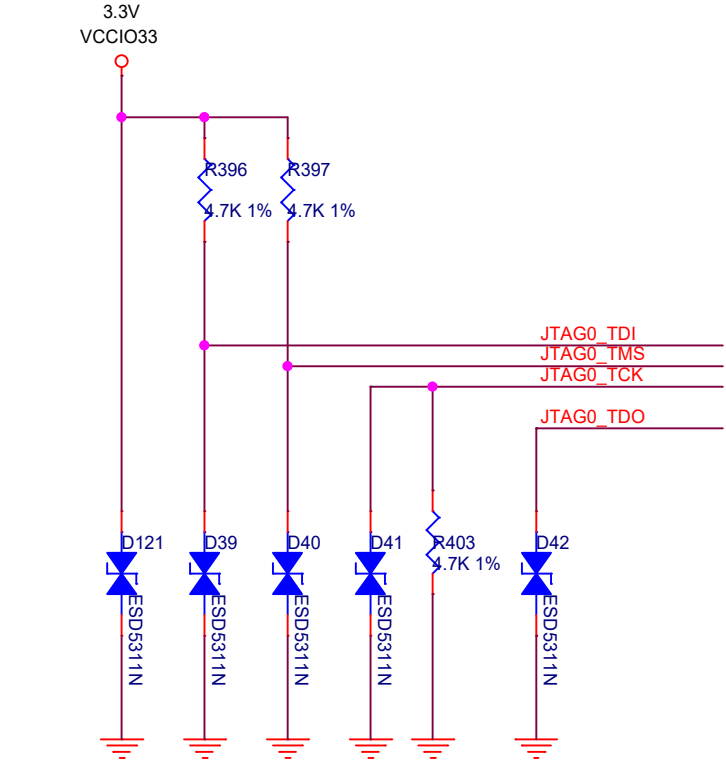 3.3V
VCCIO33
R396
R397
4.7K 1%
4.7K 1%
JTAG0_TDI
JTAG0_TMS
JTAG0_TCK
JTAG0_TDO
D121
D39
D40
D41
R403
D42
4.7K 1%
ESD5311N
ESD5311N
ESD5311N
ESD5311N
ESD5311N